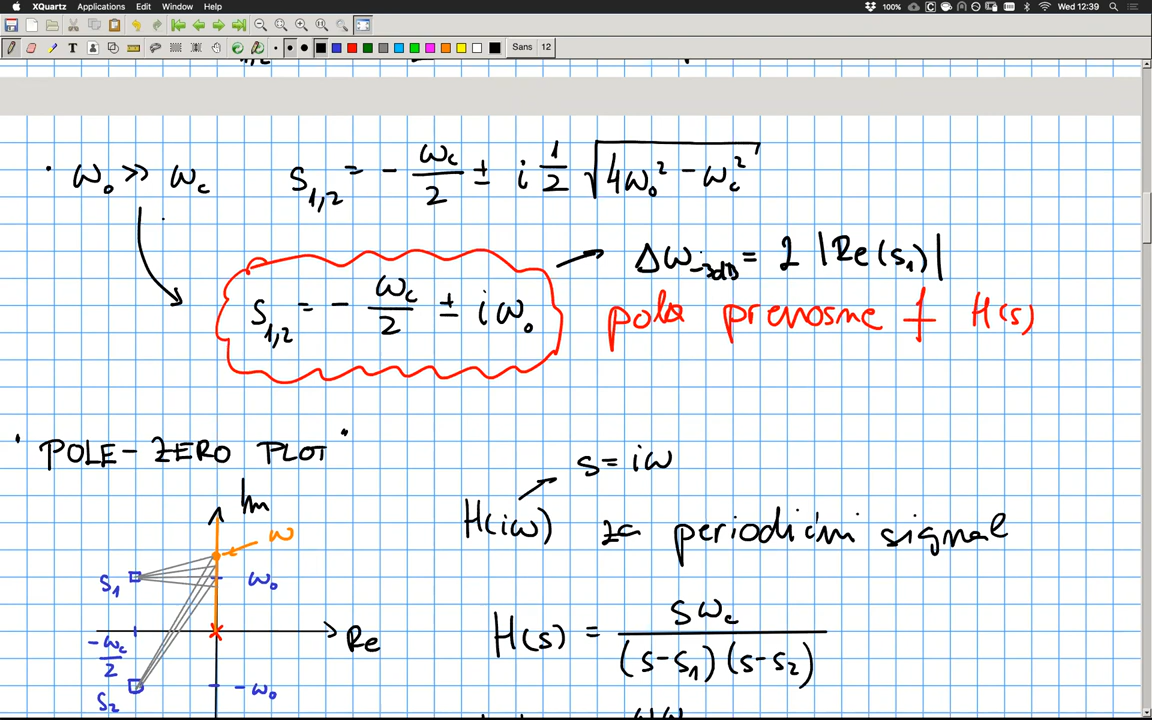 XQuartz Applications Edit Window Help 100% Wed 12:39
Sans 12
• ω₀ >> ω_c s₁,₂ = - ω_c/2 ± i 1/2 √(4ω₀² - ω_c²)
Δω₋₃dB = 2 |Re(s₁)|
s₁,₂ = - ω_c/2 ± iω₀
pola prenosne f H(s)
"POLE-ZERO PLOT"
s = iω
Im
H(iω) za periodični signal
ω
s₁ ω₀
H(s) = sω_c / (s-s₁)(s-s₂)
Re
-ω_c/2
s₂ -ω₀